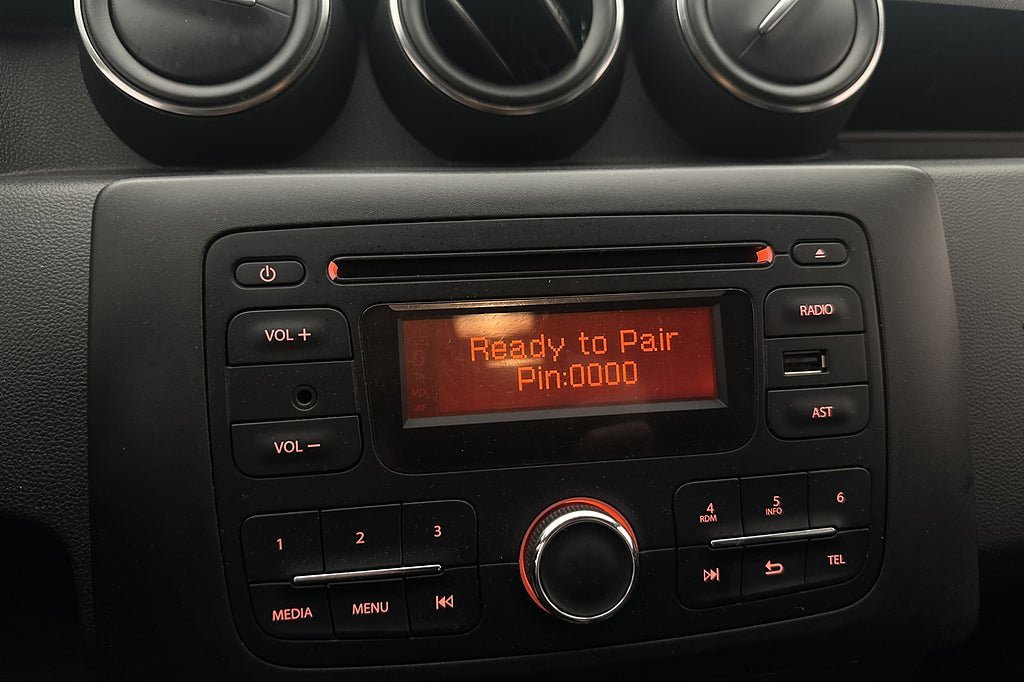 VOL +
VOL −
Ready to Pair
Pin:0000
RADIO
AST
1
2
3
MEDIA
MENU
4
RDM
5
INFO
6
TEL